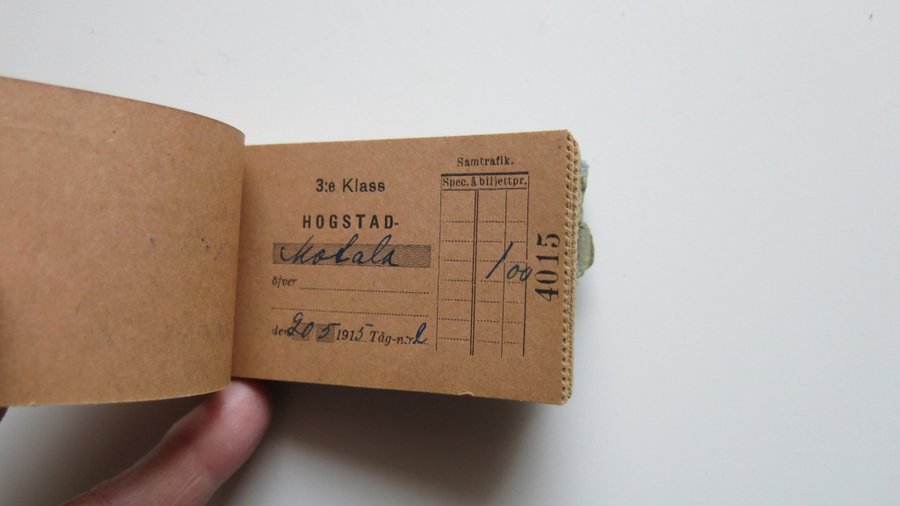 3:e Klass
HOGSTAD-
Motala
öfver
den 20 5 1915. Tåg-n:r 2
Samtrafik.
Spec. å biljettpr.
1 00
4015